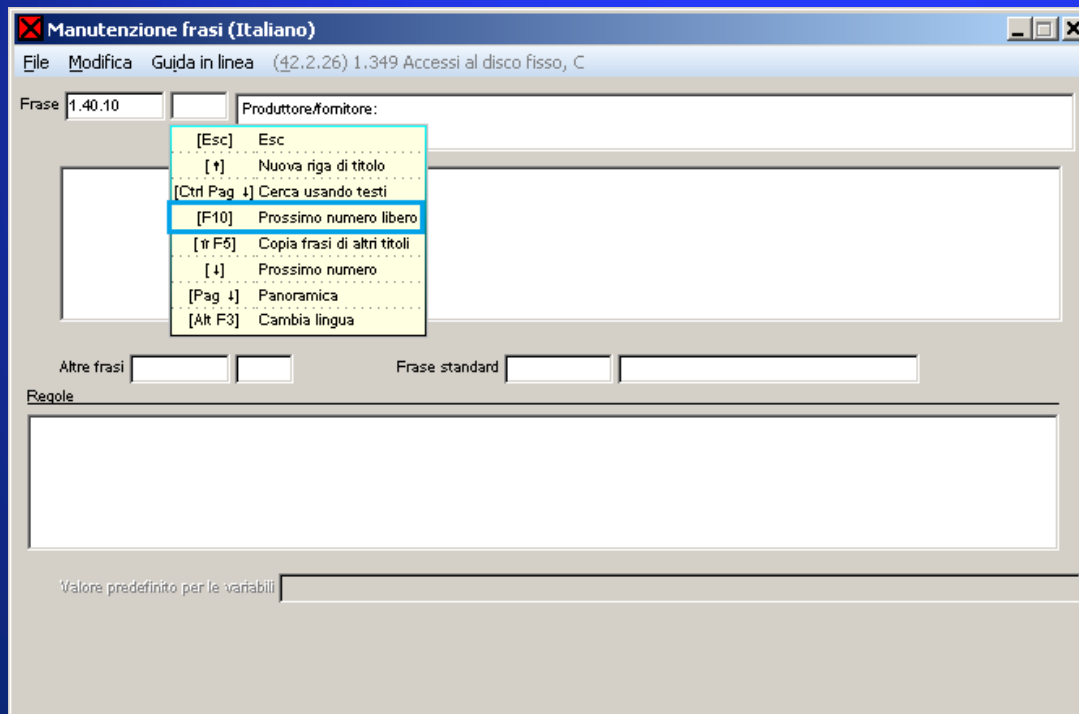 Manutenzione frasi (Italiano)
File Modifica Guida in linea (42.2.26) 1.349 Accessi al disco fisso, C
Frase 1.40.10 Produttore/fornitore:
[Esc] Esc
[↑] Nuova riga di titolo
[Ctrl Pag ↓] Cerca usando testi
[F10] Prossimo numero libero
[⇑ F5] Copia frasi di altri titoli
[↓] Prossimo numero
[Pag ↓] Panoramica
[Alt F3] Cambia lingua
Altre frasi Frase standard
Regole
Valore predefinito per le variabili